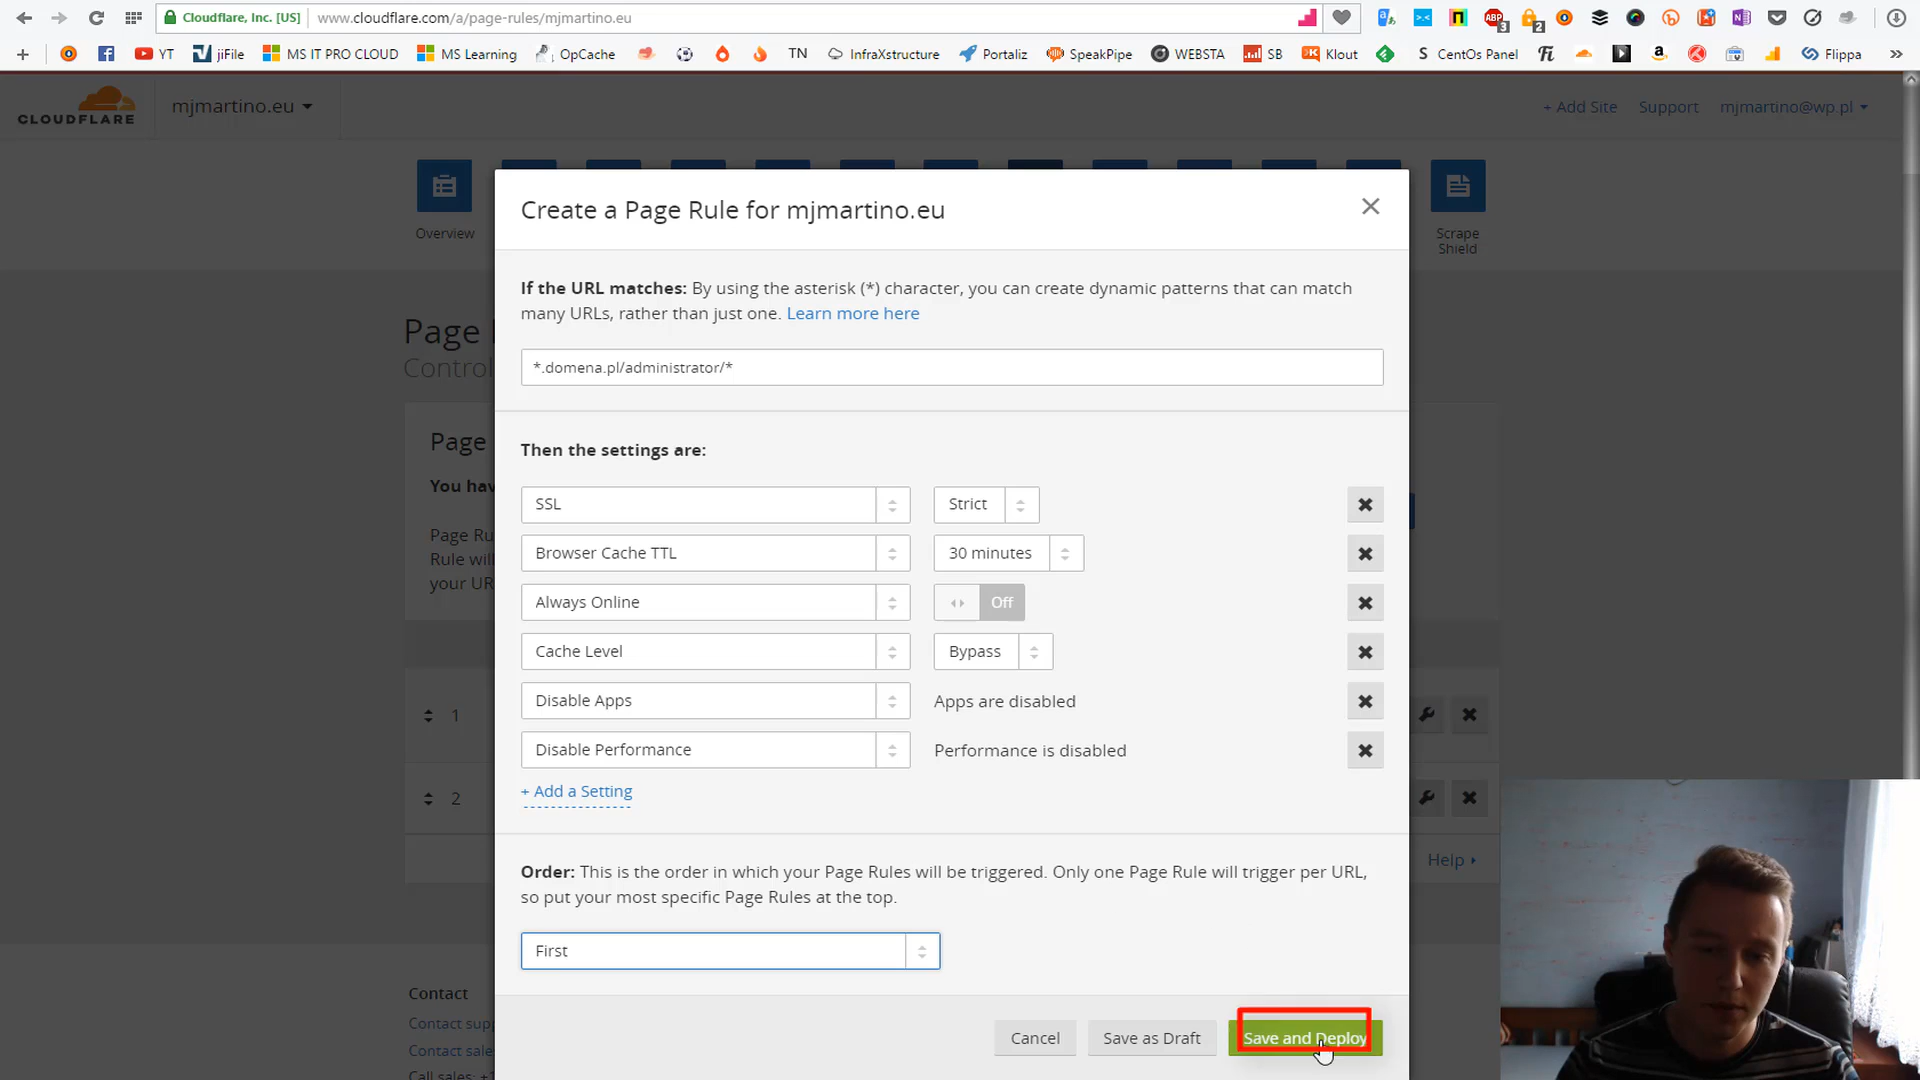 Cloudflare, Inc. [US]
www.cloudflare.com/a/page-rules/mjmartino.eu
ABP
3
2
YT
jiFile
MS IT PRO CLOUD
MS Learning
OpCache
TN
InfraXstructure
Portaliz
SpeakPipe
WEBSTA
SB
Klout
S CentOs Panel
Flippa
CLOUDFLARE
mjmartino.eu
+ Add Site
Support
mjmartino@wp.pl
Overview
Scrape
Shield
Create a Page Rule for mjmartino.eu
If the URL matches: By using the asterisk (*) character, you can create dynamic patterns that can match
many URLs, rather than just one. Learn more here
*.domena.pl/administrator/*
Page
Control
Page
You hav
Page Ru
Rule will
your UR
Then the settings are:
SSL
Strict
Browser Cache TTL
30 minutes
Always Online
Off
Cache Level
Bypass
Disable Apps
Apps are disabled
Disable Performance
Performance is disabled
+ Add a Setting
1
2
Help
Order: This is the order in which your Page Rules will be triggered. Only one Page Rule will trigger per URL,
so put your most specific Page Rules at the top.
First
Contact
Contact supp
Contact sale
Call sales: +1
Cancel
Save as Draft
Save and Deploy